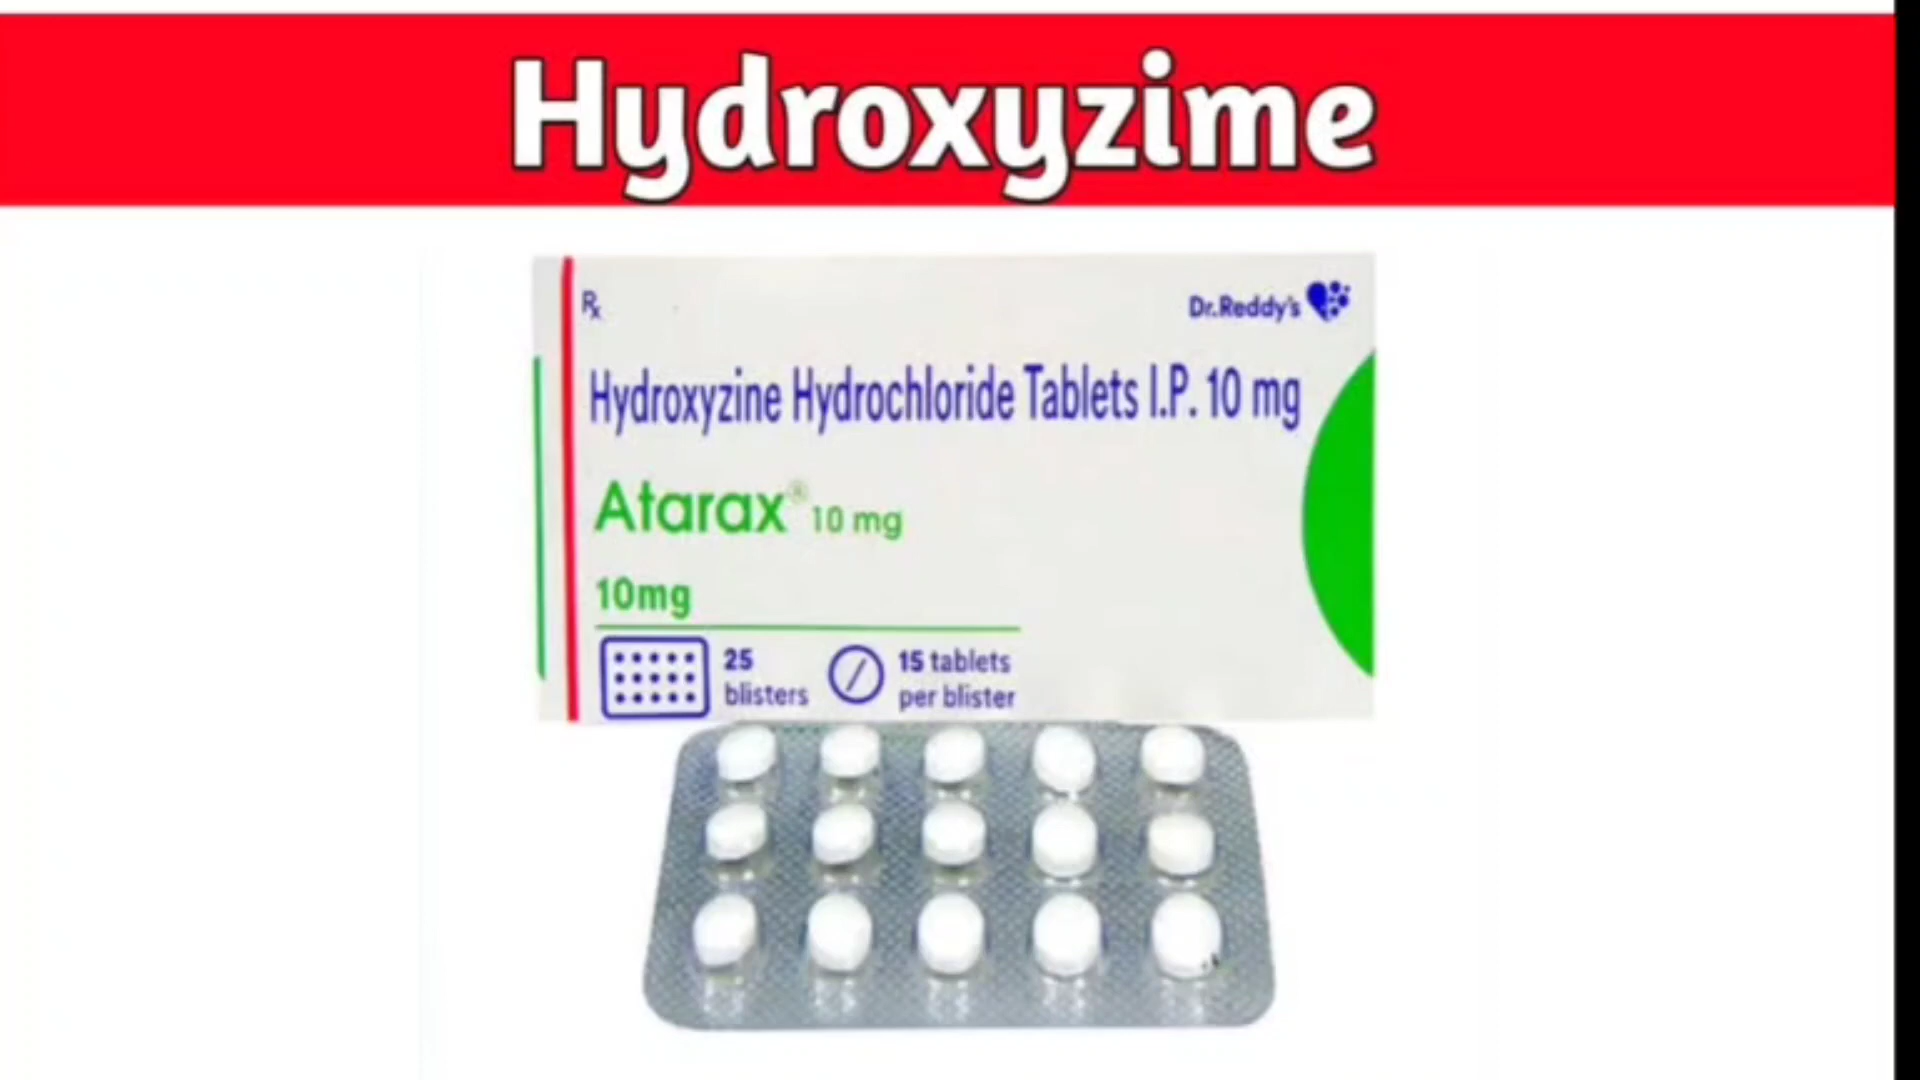 Hydroxyzime
Rx
Dr.Reddy's
Hydroxyzine Hydrochloride Tablets I.P. 10 mg
Atarax® 10 mg
10mg
25 blisters
15 tablets per blister